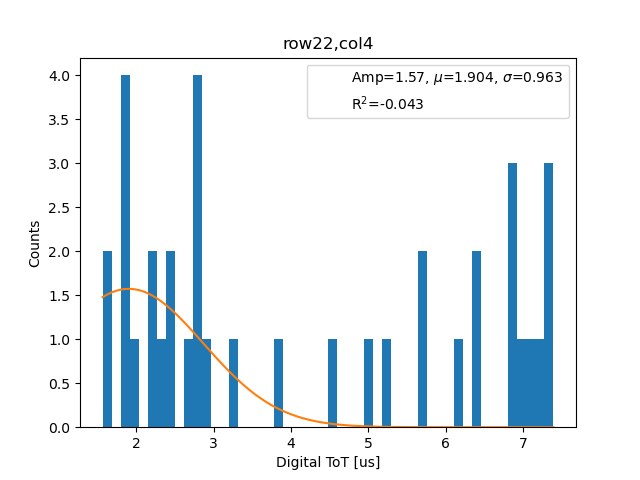 row22,col4
Amp=1.57, μ=1.904, σ=0.963
R²=-0.043
Counts
4.0
3.5
3.0
2.5
2.0
1.5
1.0
0.5
0.0
2 3 4 5 6 7
Digital ToT [us]